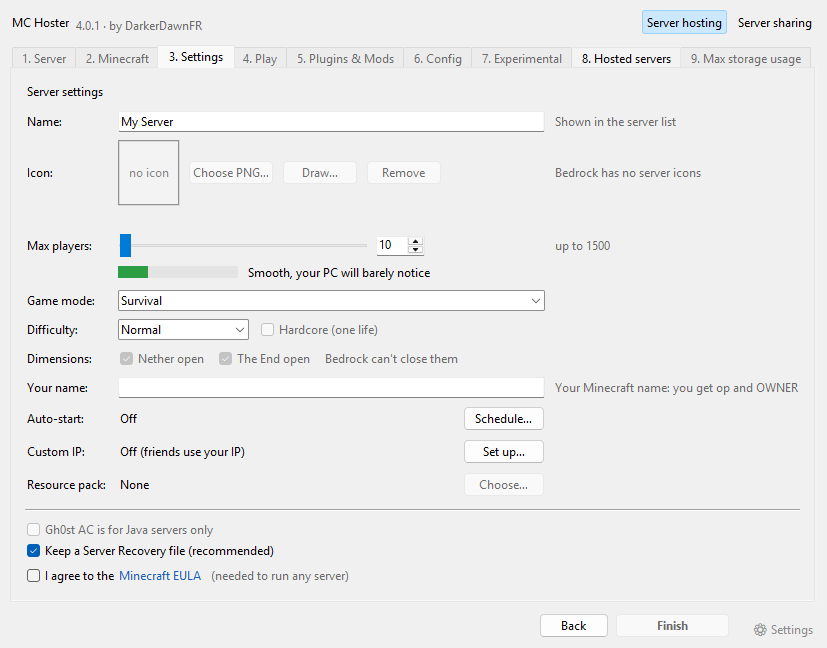 MC Hoster 4.0.1 · by DarkerDawnFR Server hosting Server sharing
1. Server 2. Minecraft 3. Settings 4. Play 5. Plugins & Mods 6. Config 7. Experimental 8. Hosted servers 9. Max storage usage
Server settings
Name: My Server Shown in the server list
Icon: no icon Choose PNG... Draw... Remove Bedrock has no server icons
Max players: 10 up to 1500
Smooth, your PC will barely notice
Game mode: Survival
Difficulty: Normal Hardcore (one life)
Dimensions: Nether open The End open Bedrock can't close them
Your name: Your Minecraft name: you get op and OWNER
Auto-start: Off Schedule...
Custom IP: Off (friends use your IP) Set up...
Resource pack: None Choose...
Gh0st AC is for Java servers only
Keep a Server Recovery file (recommended)
I agree to the Minecraft EULA (needed to run any server)
Back Finish Settings